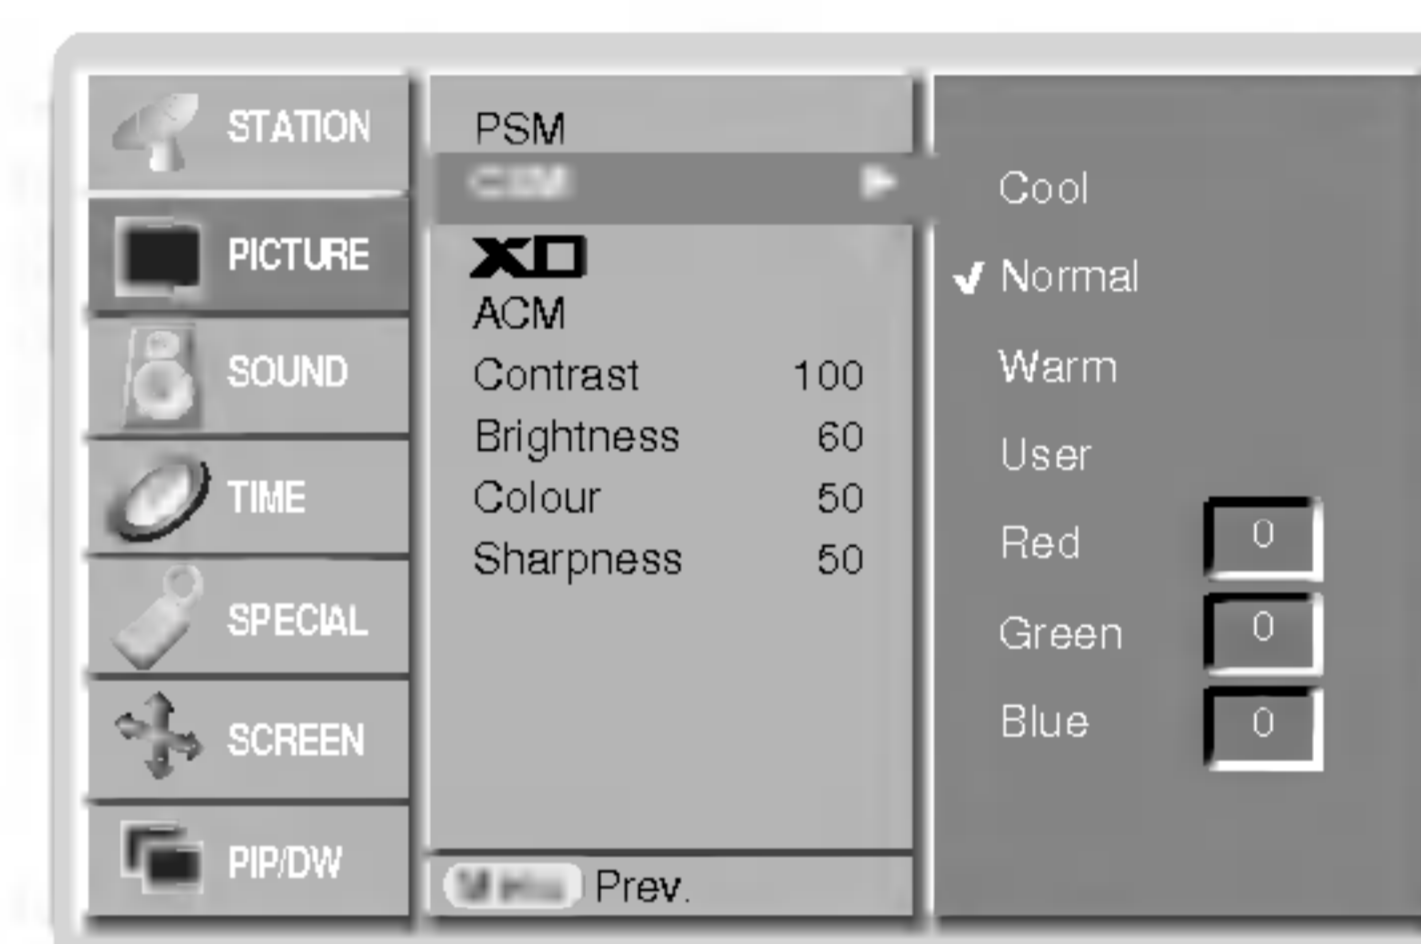 STATION
PICTURE
SOUND
TIME
SPECIAL
SCREEN
PIP/DW
PSM
XD
ACM
Contrast 100
Brightness 60
Colour 50
Sharpness 50
Prev.
Cool
Normal
Warm
User
Red 0
Green 0
Blue 0